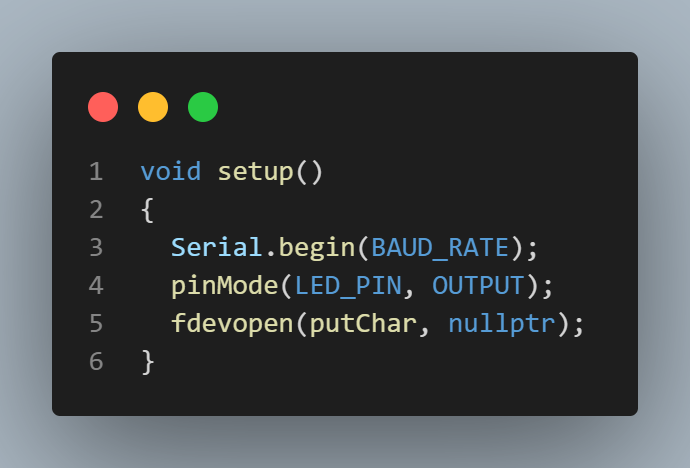 1 void setup()
2 {
3   Serial.begin(BAUD_RATE);
4   pinMode(LED_PIN, OUTPUT);
5   fdevopen(putChar, nullptr);
6 }